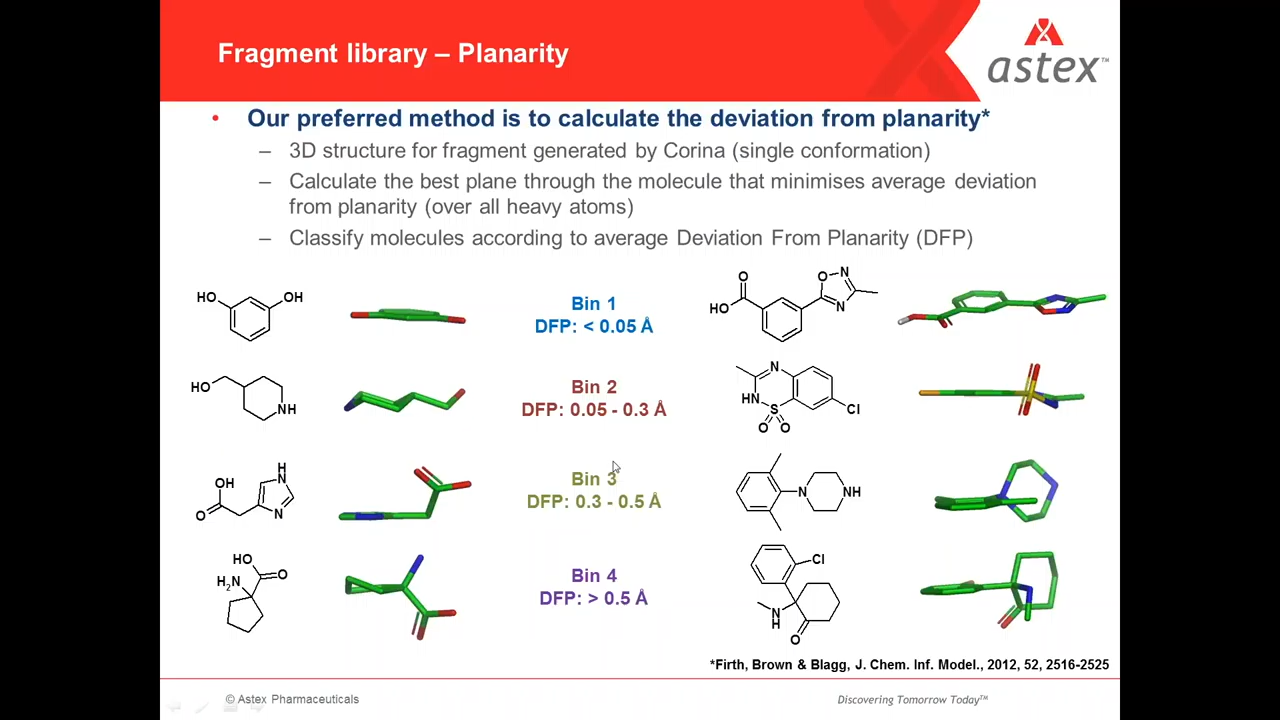 Fragment library – Planarity
astex™
• Our preferred method is to calculate the deviation from planarity*
– 3D structure for fragment generated by Corina (single conformation)
– Calculate the best plane through the molecule that minimises average deviation
from planarity (over all heavy atoms)
– Classify molecules according to average Deviation From Planarity (DFP)
HO OH
Bin 1
DFP: < 0.05 Å
O HO O N N
HO NH
Bin 2
DFP: 0.05 - 0.3 Å
N NH S O O Cl
OH O H N N
Bin 3
DFP: 0.3 - 0.5 Å
N NH
HO O H₂N
Bin 4
DFP: > 0.5 Å
Cl N H O
*Firth, Brown & Blagg, J. Chem. Inf. Model., 2012, 52, 2516-2525
© Astex Pharmaceuticals
Discovering Tomorrow Today™